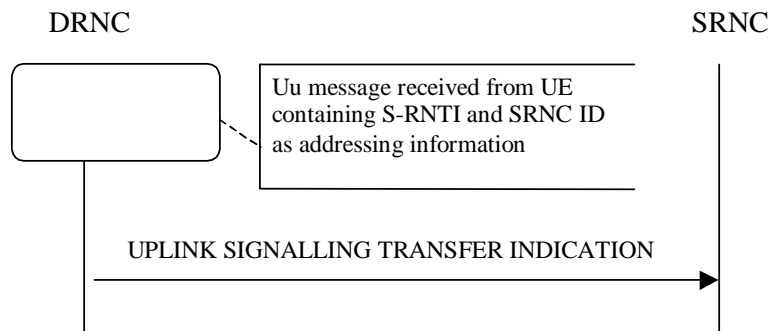 DRNC
SRNC
Uu message received from UE
containing S-RNTI and SRNC ID
as addressing information
UPLINK SIGNALLING TRANSFER INDICATION